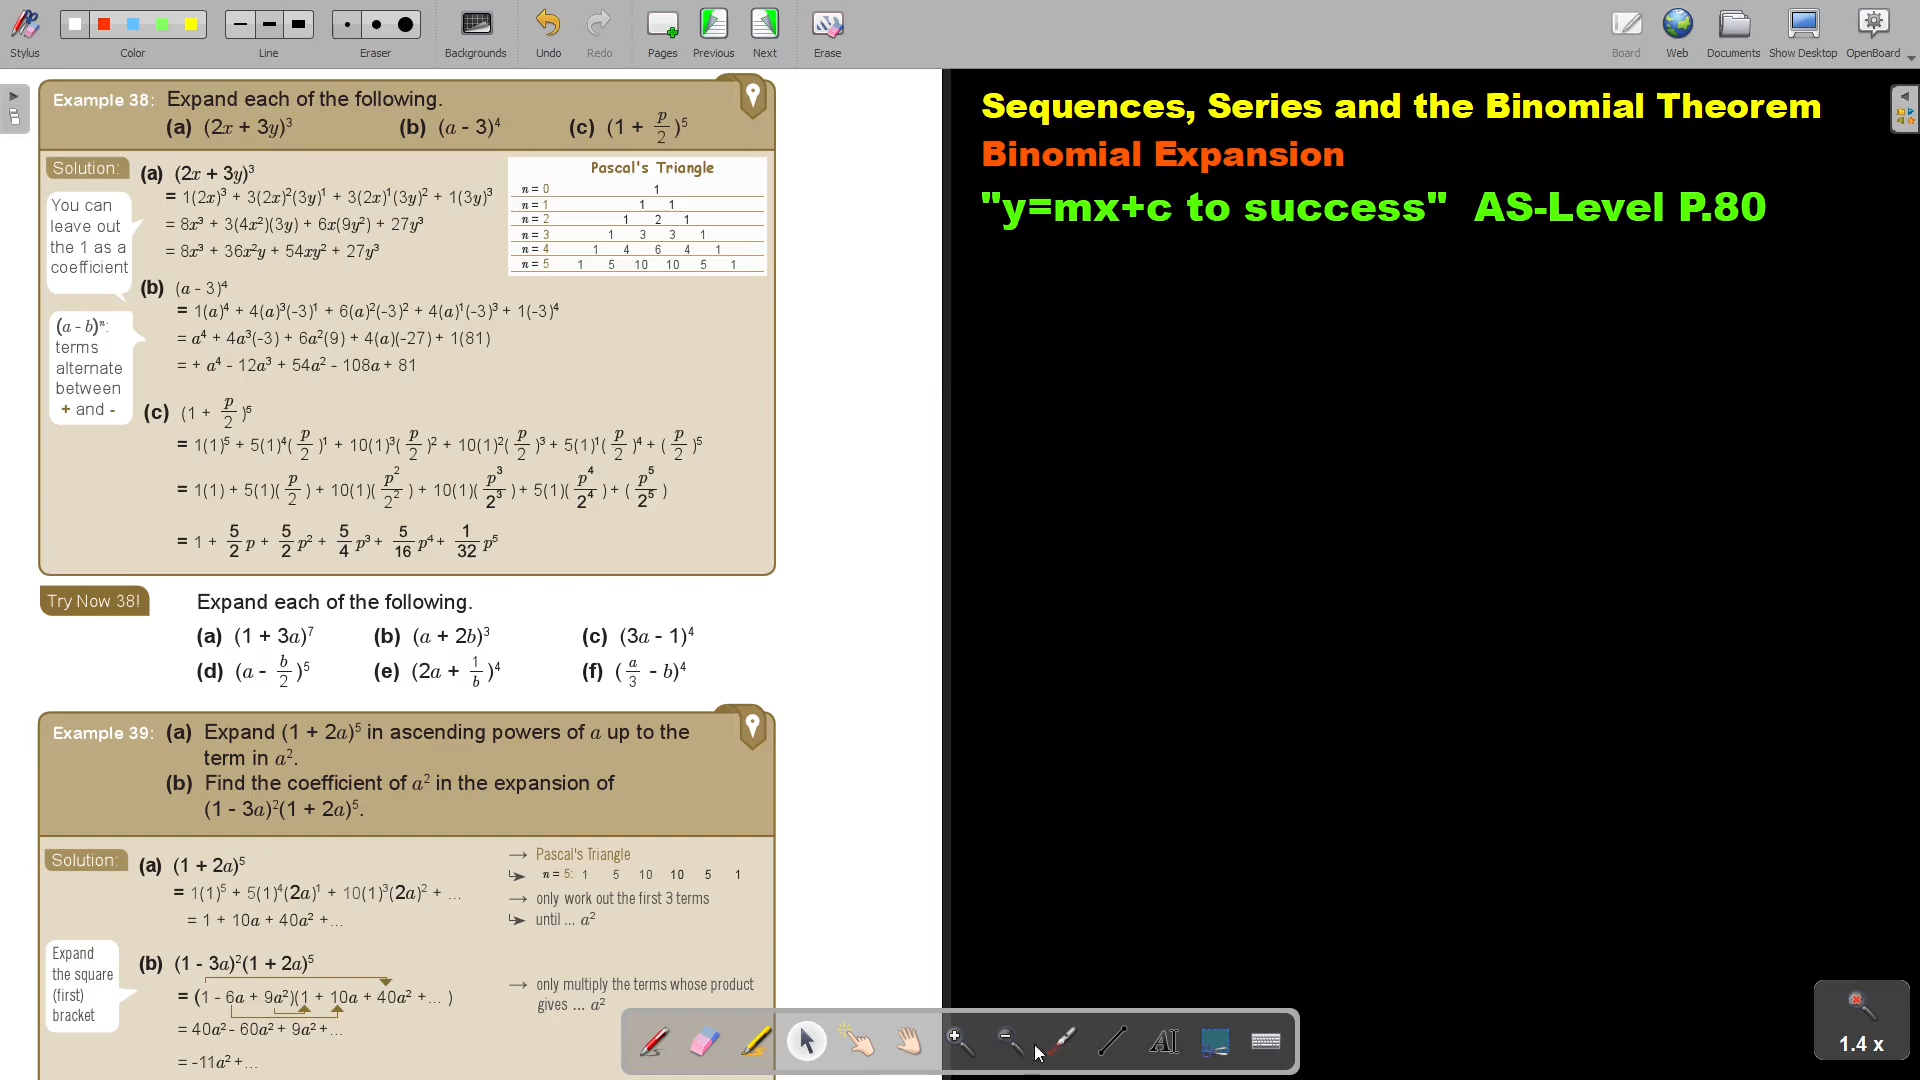 Stylus Color Line Eraser Backgrounds Undo Redo Pages Previous Next Erase Board Web Documents Show Desktop OpenBoard
Example 38: Expand each of the following.
(a) (2x + 3y)³ (b) (a - 3)⁴ (c) (1 + p/2)⁵
Solution:
(a) (2x + 3y)³
= 1(2x)³ + 3(2x)²(3y)¹ + 3(2x)¹(3y)² + 1(3y)³
= 8x³ + 3(4x²)(3y) + 6x(9y²) + 27y³
= 8x³ + 36x²y + 54xy² + 27y³
You can
leave out
the 1 as a
coefficient
Pascal's Triangle
n = 0 1
n = 1 1 1
n = 2 1 2 1
n = 3 1 3 3 1
n = 4 1 4 6 4 1
n = 5 1 5 10 10 5 1
(b) (a - 3)⁴
= 1(a)⁴ + 4(a)³(-3)¹ + 6(a)²(-3)² + 4(a)¹(-3)³ + 1(-3)⁴
= a⁴ + 4a³(-3) + 6a²(9) + 4(a)(-27) + 1(81)
= + a⁴ - 12a³ + 54a² - 108a + 81
(a - b)ⁿ:
terms
alternate
between
+ and -
(c) (1 + p/2)⁵
= 1(1)⁵ + 5(1)⁴(p/2)¹ + 10(1)³(p/2)² + 10(1)²(p/2)³ + 5(1)¹(p/2)⁴ + (p/2)⁵
= 1(1) + 5(1)(p/2) + 10(1)(p²/2²) + 10(1)(p³/2³) + 5(1)(p⁴/2⁴) + (p⁵/2⁵)
= 1 + 5/2 p + 5/2 p² + 5/4 p³ + 5/16 p⁴ + 1/32 p⁵
Try Now 38! Expand each of the following.
(a) (1 + 3a)⁷ (b) (a + 2b)³ (c) (3a - 1)⁴
(d) (a - b/2)⁵ (e) (2a + 1/b)⁴ (f) (a/3 - b)⁴
Example 39: (a) Expand (1 + 2a)⁵ in ascending powers of a up to the
term in a².
(b) Find the coefficient of a² in the expansion of
(1 - 3a)²(1 + 2a)⁵.
Solution:
(a) (1 + 2a)⁵
= 1(1)⁵ + 5(1)⁴(2a)¹ + 10(1)³(2a)² + ...
= 1 + 10a + 40a² +...
→ Pascal's Triangle
↳ n = 5: 1 5 10 10 5 1
→ only work out the first 3 terms
↳ until ... a²
Expand
the square
(first)
bracket
(b) (1 - 3a)²(1 + 2a)⁵
= (1 - 6a + 9a²)(1 + 10a + 40a² +... )
= 40a² - 60a² + 9a² +...
= -11a² +...
→ only multiply the terms whose product
gives ... a²
Sequences, Series and the Binomial Theorem
Binomial Expansion
"y=mx+c to success" AS-Level P.80
AI
1.4 x